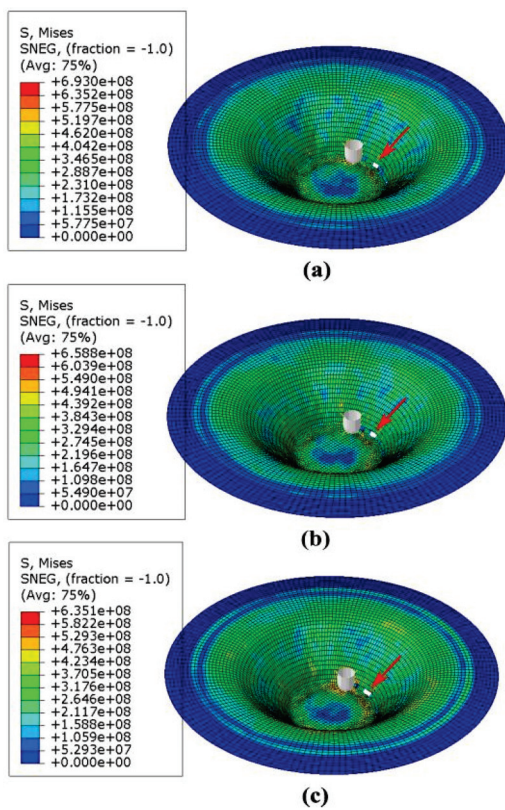 S, Mises
SNEG, (fraction = -1.0)
(Avg: 75%)
+6.930e+08
+6.352e+08
+5.775e+08
+5.197e+08
+4.620e+08
+4.042e+08
+3.465e+08
+2.887e+08
+2.310e+08
+1.732e+08
+1.155e+08
+5.775e+07
+0.000e+00
(a)
S, Mises
SNEG, (fraction = -1.0)
(Avg: 75%)
+6.588e+08
+6.039e+08
+5.490e+08
+4.941e+08
+4.392e+08
+3.843e+08
+3.294e+08
+2.745e+08
+2.196e+08
+1.647e+08
+1.098e+08
+5.490e+07
+0.000e+00
(b)
S, Mises
SNEG, (fraction = -1.0)
(Avg: 75%)
+6.351e+08
+5.822e+08
+5.293e+08
+4.763e+08
+4.234e+08
+3.705e+08
+3.176e+08
+2.646e+08
+2.117e+08
+1.588e+08
+1.059e+08
+5.293e+07
+0.000e+00
(c)